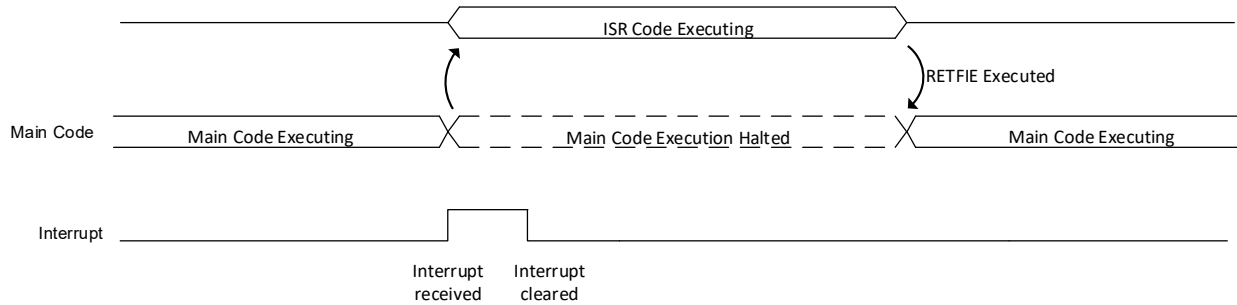 ISR Code Executing
RETFIE Executed
Main Code
Main Code Executing
Main Code Execution Halted
Main Code Executing
Interrupt
Interrupt
received
Interrupt
cleared